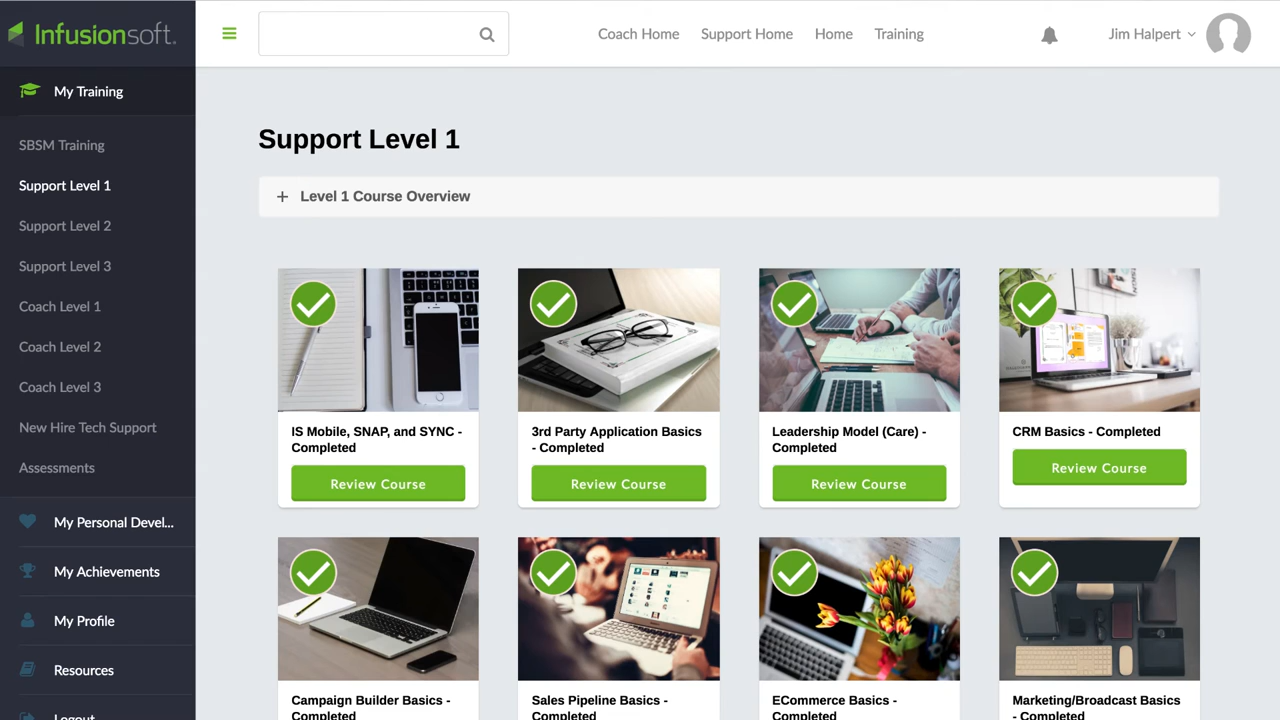 Infusionsoft.
Coach Home
Support Home
Home
Training
Jim Halpert
My Training
SBSM Training
Support Level 1
Support Level 2
Support Level 3
Coach Level 1
Coach Level 2
Coach Level 3
New Hire Tech Support
Assessments
My Personal Devel...
My Achievements
My Profile
Resources
Logout
Support Level 1
+ Level 1 Course Overview
IS Mobile, SNAP, and SYNC -
Completed
Review Course
3rd Party Application Basics
- Completed
Review Course
Leadership Model (Care) -
Completed
Review Course
CRM Basics - Completed
Review Course
Campaign Builder Basics -
Completed
Sales Pipeline Basics -
Completed
ECommerce Basics -
Completed
Marketing/Broadcast Basics
- Completed